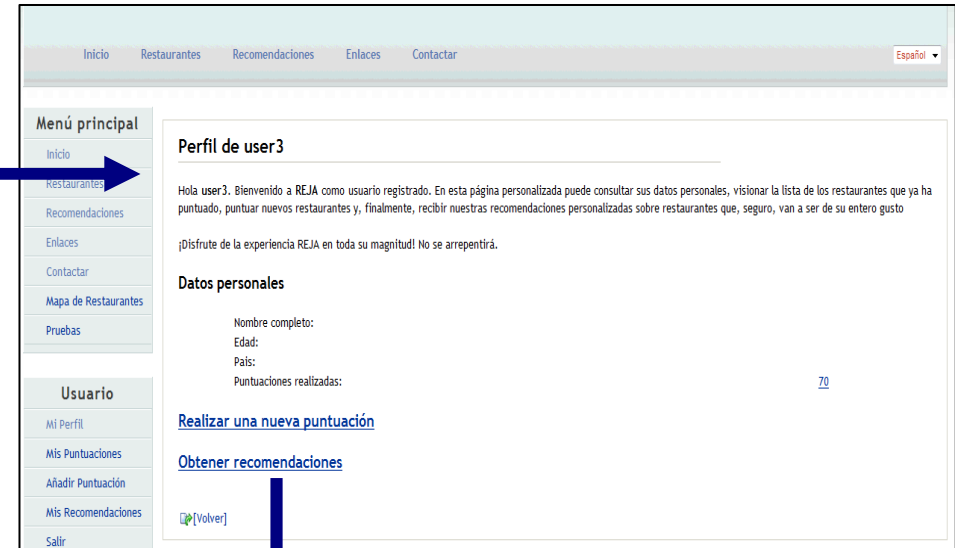 Inicio Restaurantes Recomendaciones Enlaces Contactar Español
Menú principal
Inicio
Restaurantes
Recomendaciones
Enlaces
Contactar
Mapa de Restaurantes
Pruebas
Usuario
Mi Perfil
Mis Puntuaciones
Añadir Puntuación
Mis Recomendaciones
Salir
Perfil de user3
Hola user3. Bienvenido a REJA como usuario registrado. En esta página personalizada puede consultar sus datos personales, visionar la lista de los restaurantes que ya ha
puntuado, puntuar nuevos restaurantes y, finalmente, recibir nuestras recomendaciones personalizadas sobre restaurantes que, seguro, van a ser de su entero gusto
¡Disfrute de la experiencia REJA en toda su magnitud! No se arrepentirá.
Datos personales
Nombre completo:
Edad:
Pais:
Puntuaciones realizadas: 70
Realizar una nueva puntuación
Obtener recomendaciones
[Volver]